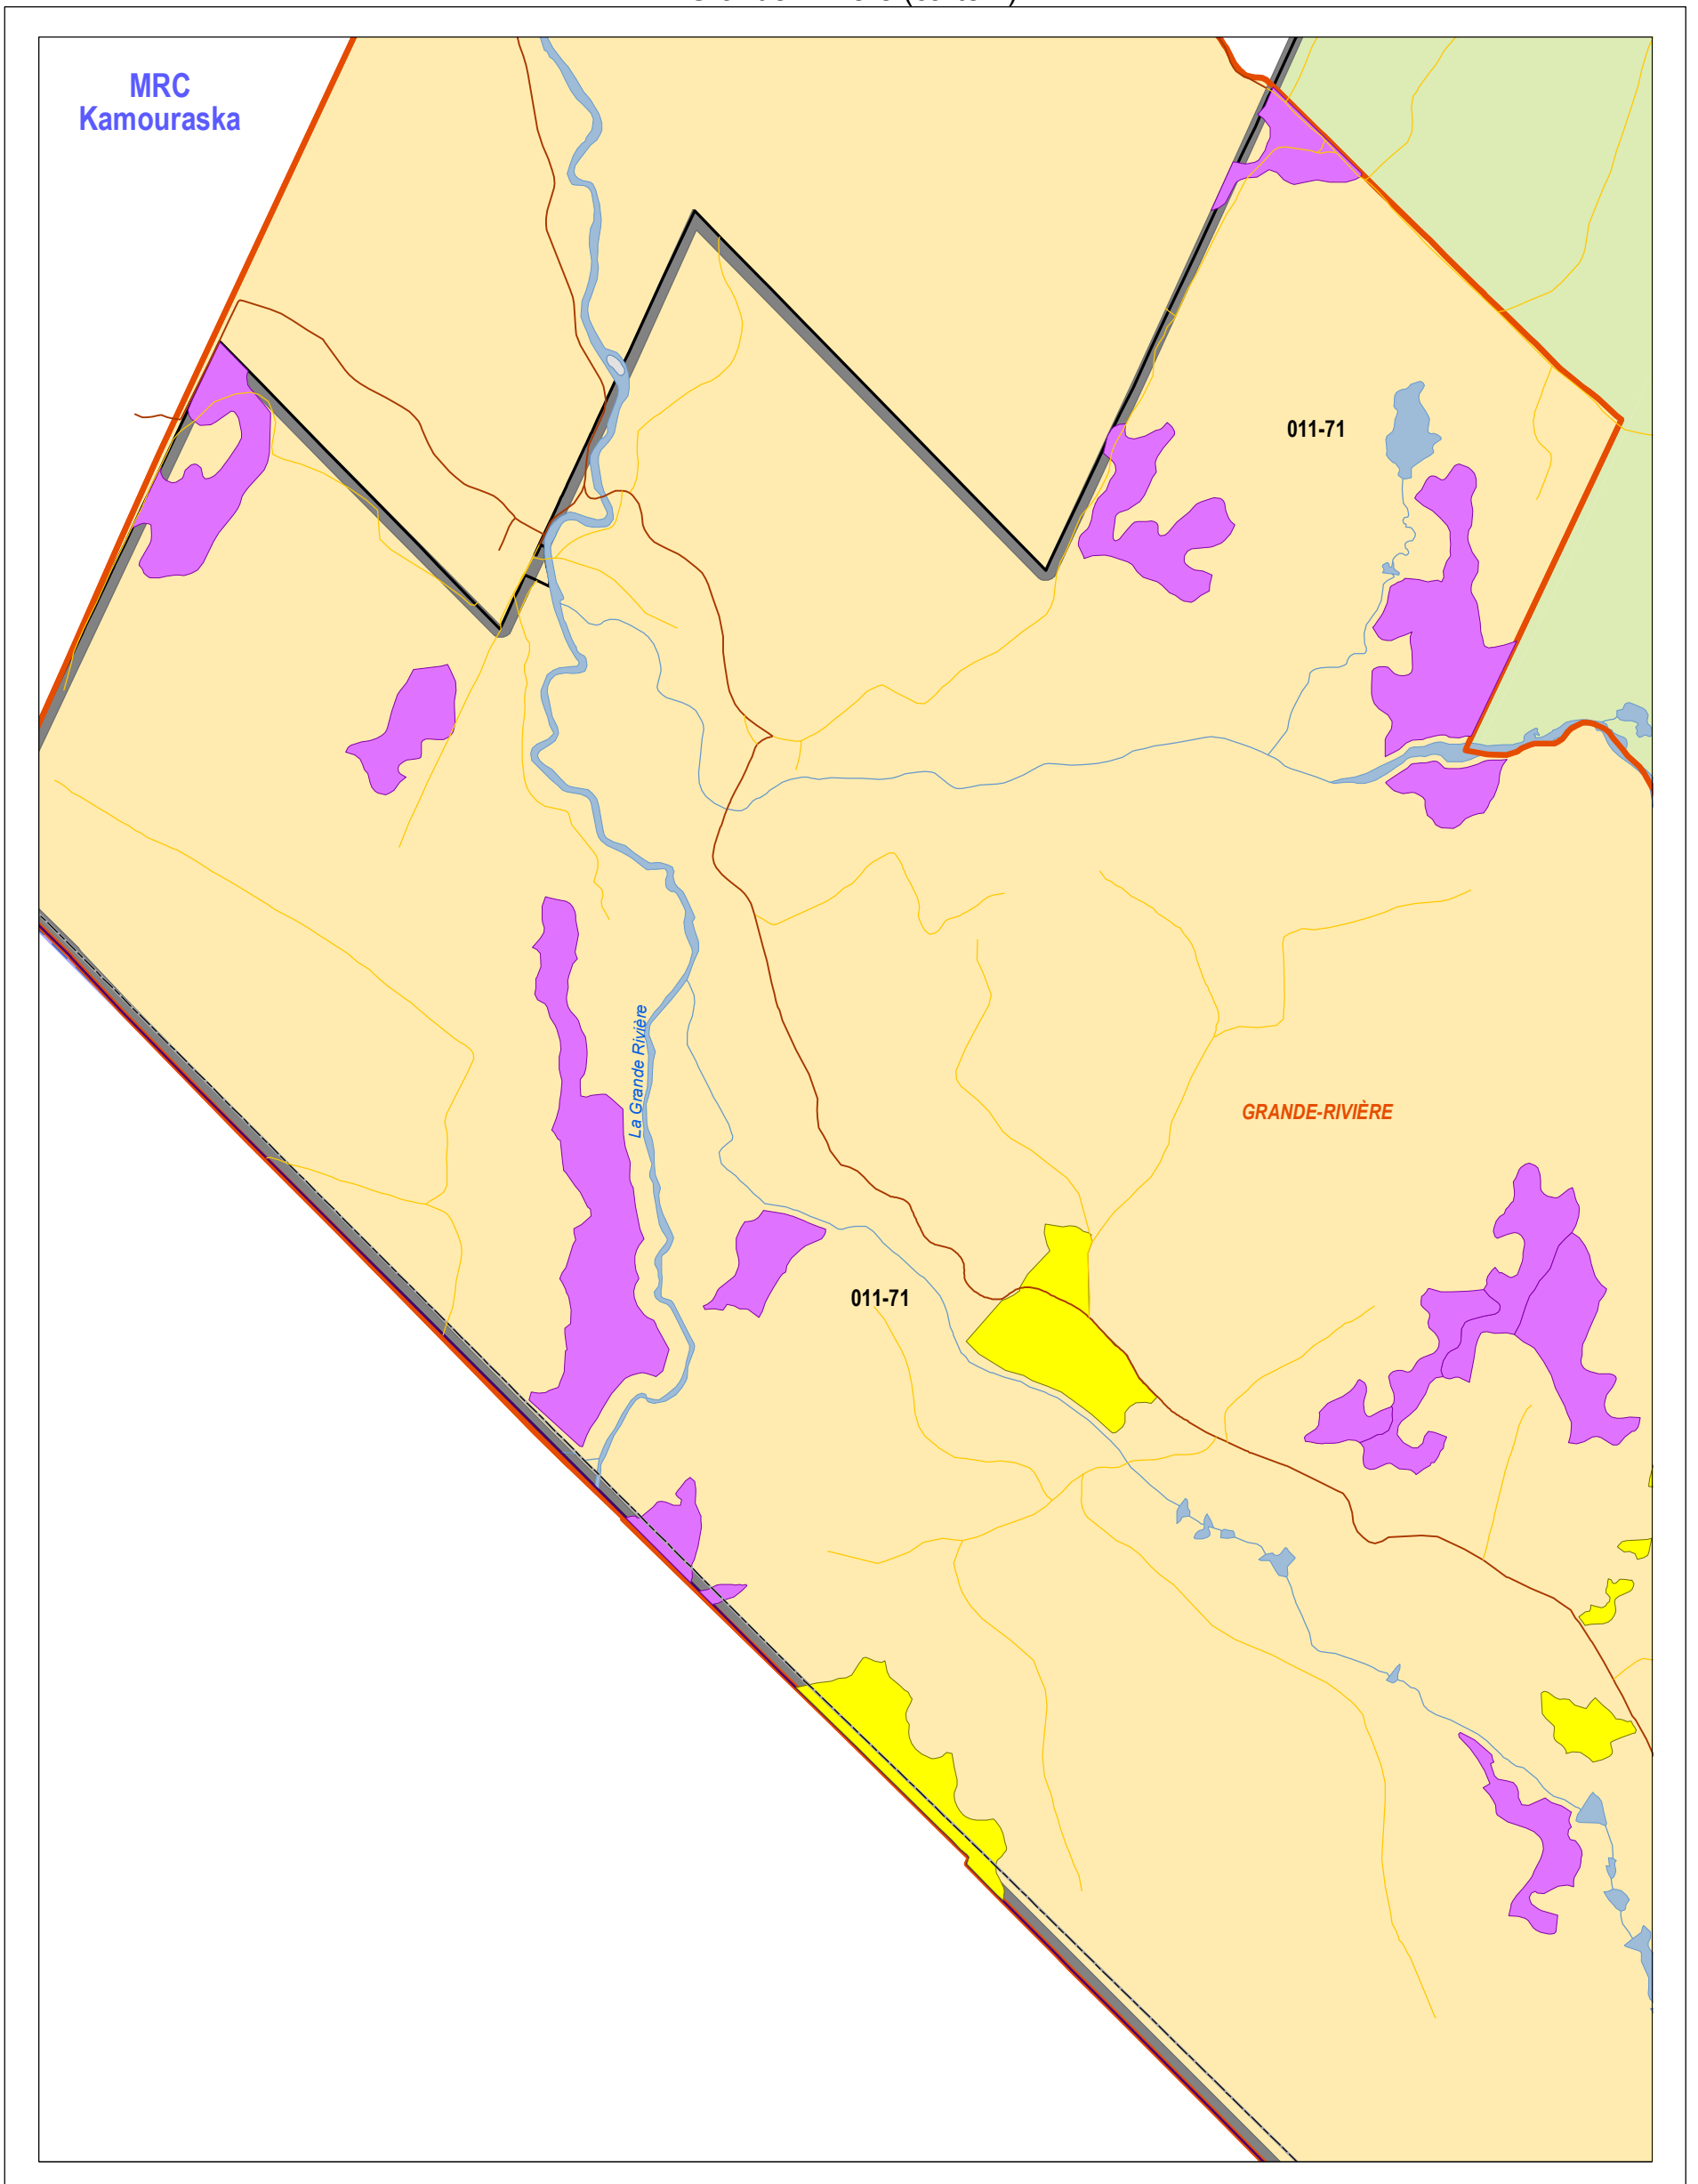 MRC
Kamouraska
011-71
La Grande Rivière
GRANDE-RIVIÈRE
011-71